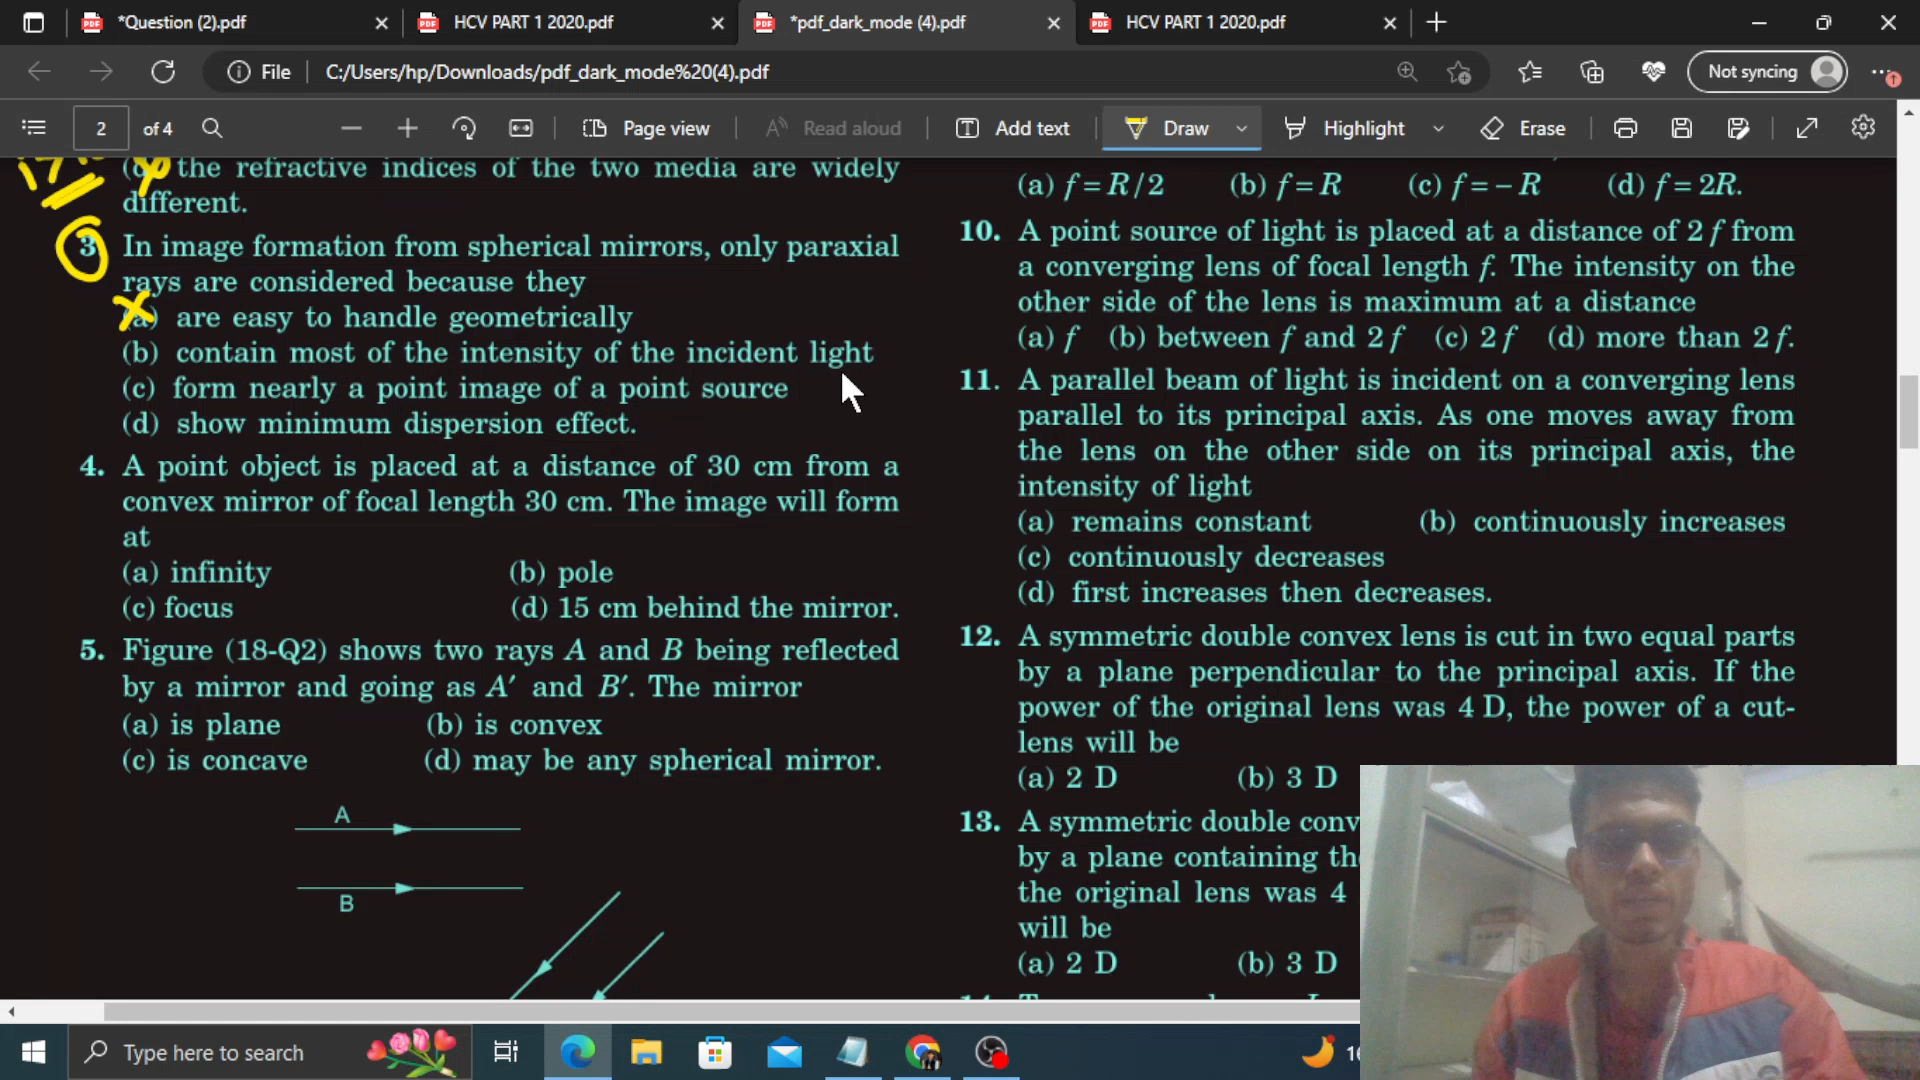 *Question (2).pdf
HCV PART 1 2020.pdf
*pdf_dark_mode (4).pdf
HCV PART 1 2020.pdf
File
C:/Users/hp/Downloads/pdf_dark_mode%20(4).pdf
Not syncing
2 of 4
Page view
Read aloud
Add text
Draw
Highlight
Erase
the refractive indices of the two media are widely
different.
3 In image formation from spherical mirrors, only paraxial
rays are considered because they
(a) are easy to handle geometrically
(b) contain most of the intensity of the incident light
(c) form nearly a point image of a point source
(d) show minimum dispersion effect.
4. A point object is placed at a distance of 30 cm from a
convex mirror of focal length 30 cm. The image will form
at
(a) infinity (b) pole
(c) focus (d) 15 cm behind the mirror.
5. Figure (18-Q2) shows two rays A and B being reflected
by a mirror and going as A′ and B′. The mirror
(a) is plane (b) is convex
(c) is concave (d) may be any spherical mirror.
A
B
(a) f = R/2 (b) f = R (c) f = – R (d) f = 2R.
10. A point source of light is placed at a distance of 2 f from
a converging lens of focal length f. The intensity on the
other side of the lens is maximum at a distance
(a) f (b) between f and 2 f (c) 2 f (d) more than 2 f.
11. A parallel beam of light is incident on a converging lens
parallel to its principal axis. As one moves away from
the lens on the other side on its principal axis, the
intensity of light
(a) remains constant (b) continuously increases
(c) continuously decreases
(d) first increases then decreases.
12. A symmetric double convex lens is cut in two equal parts
by a plane perpendicular to the principal axis. If the
power of the original lens was 4 D, the power of a cut-
lens will be
(a) 2 D (b) 3 D
13. A symmetric double conv
by a plane containing th
the original lens was 4
will be
(a) 2 D (b) 3 D
Type here to search